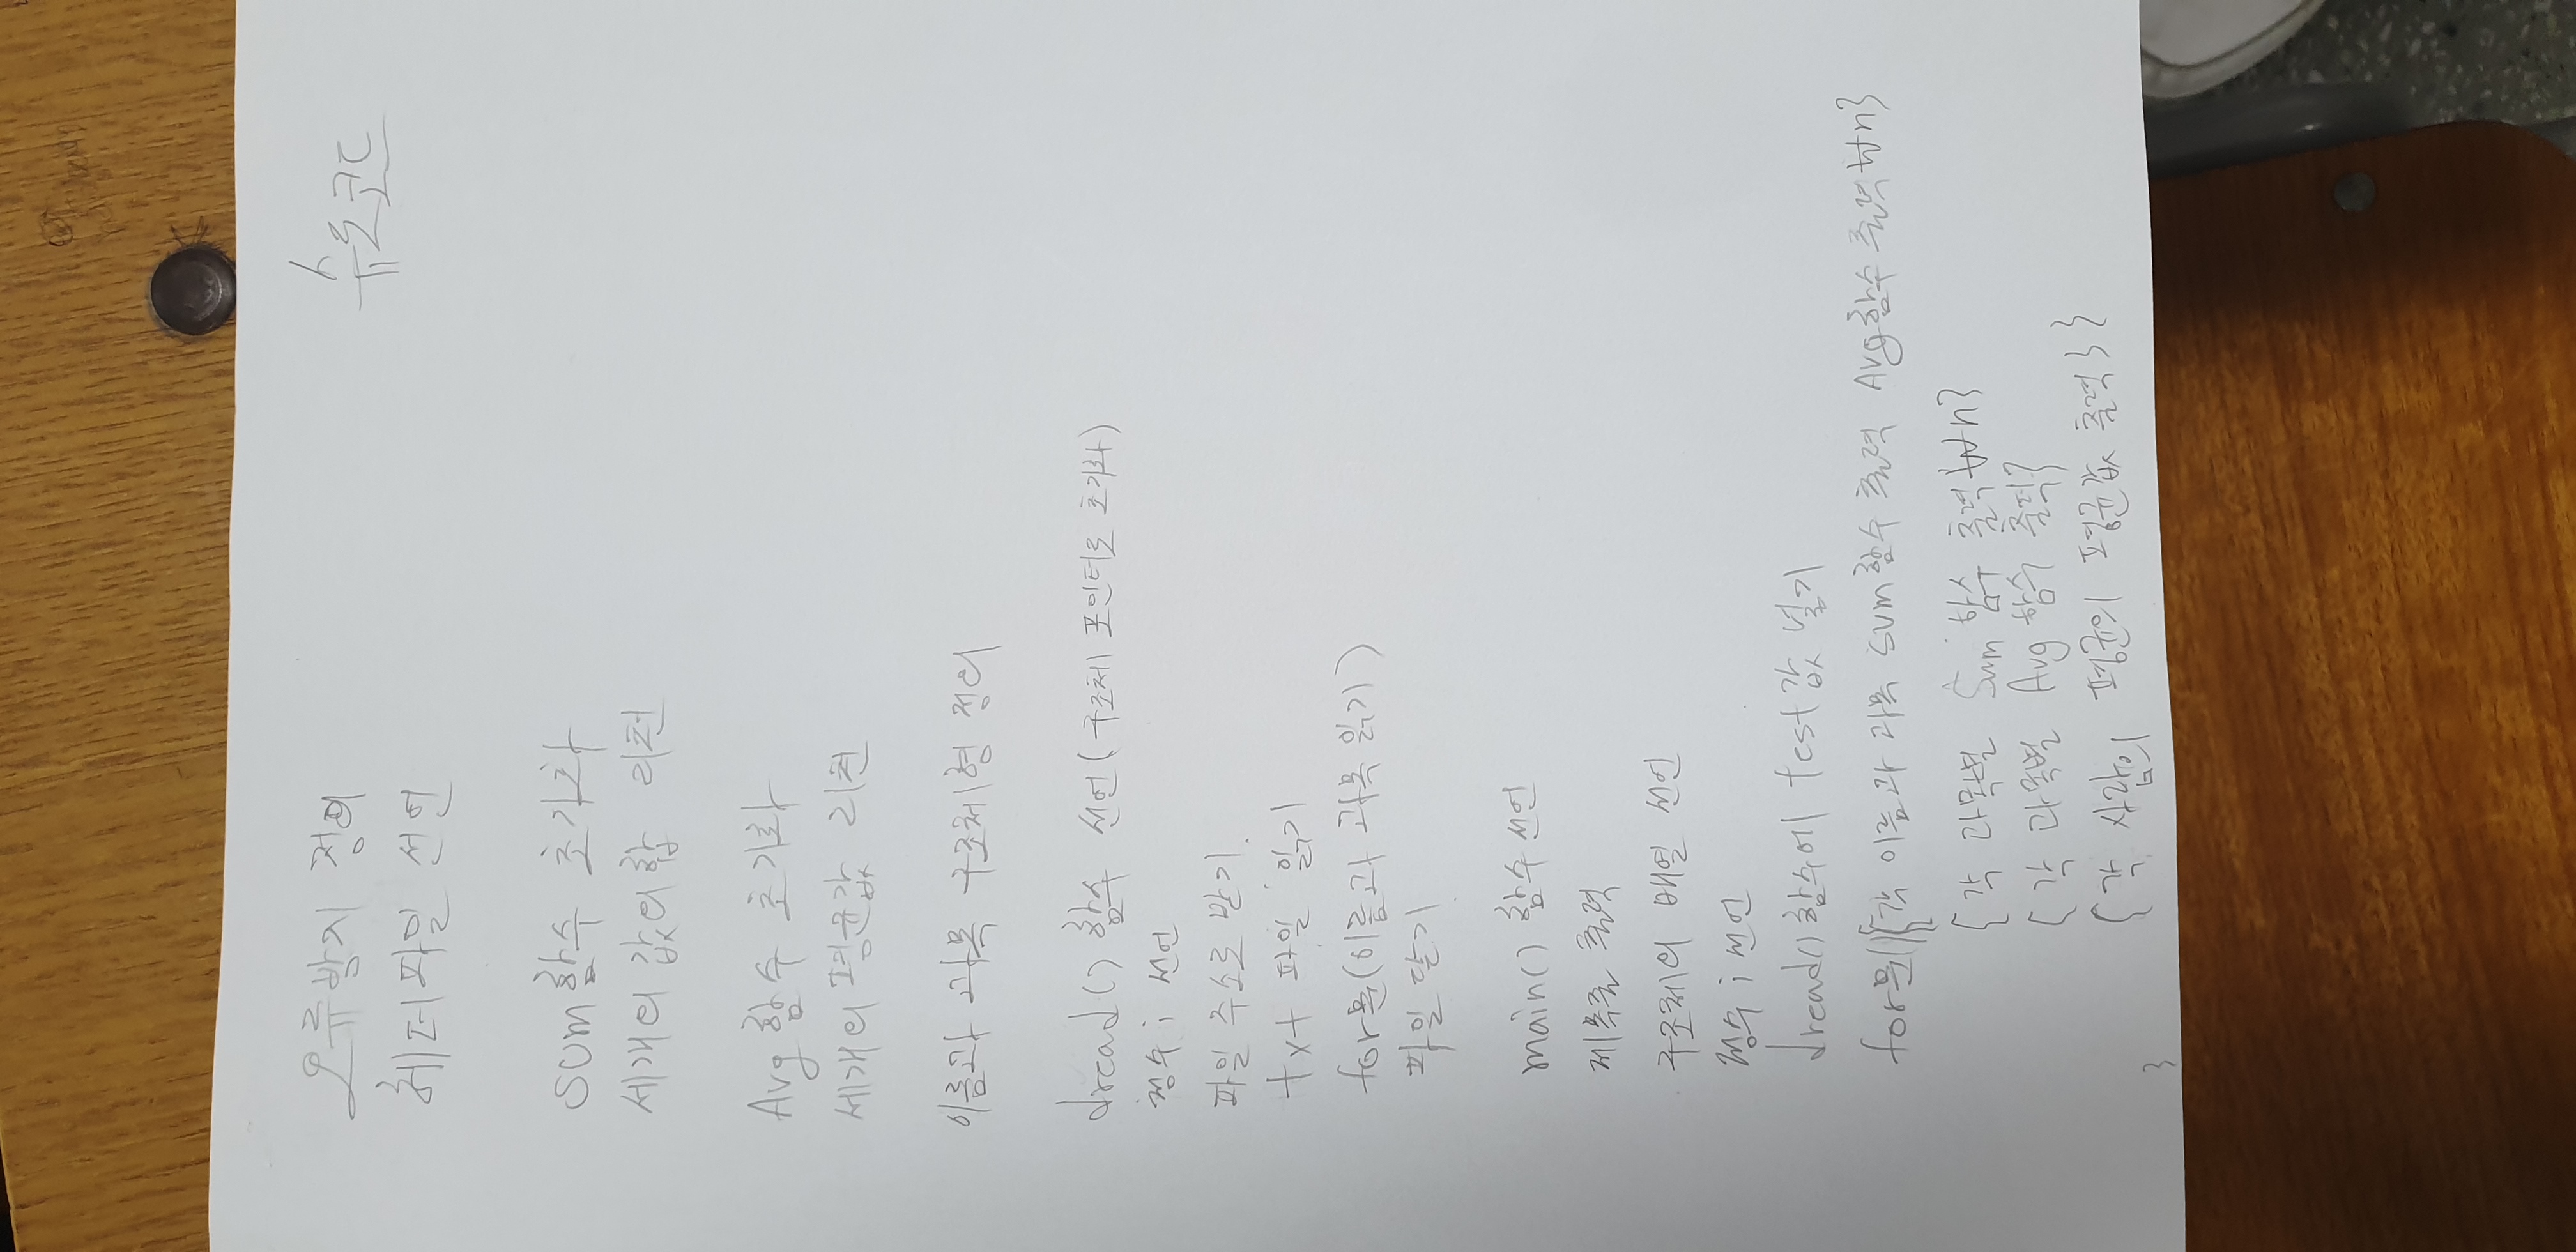 오류방지 정의
슈도코드
헤더파일 선언
sum함수 초기화
세개의 값의합 리턴
Avg함수 초기화
세개의 평균값 리턴
이름과 과목 구조체형 정의
dread() 함수 선언(구조체 포인터로 초기화)
정수 i 선언
파일 주소로 받기.
txt 파일 읽기
for문(이름과 과목 읽기)
파일 닫기
main() 함수 선언
제목줄 출력
구조체의 배열 선언
정수 i 선언
dread()함수에 test값 넣기
for문(){각 이름과 과목 sum함수 출력 Avg함수 출력\n}
{각 과목별 Sum 함수 출력\n}
{각 과목별 Avg 함수 출력}
{각 사람의 평균의 평균값 출력}}
}